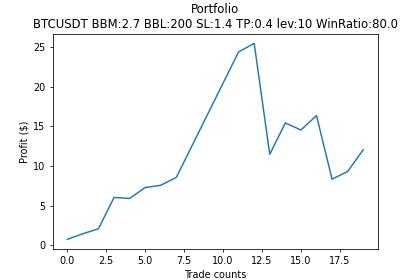 Portfolio
BTCUSDT BBM:2.7 BBL:200 SL:1.4 TP:0.4 lev:10 WinRatio:80.0
25
20
15
10
5
0
Profit ($)
0.0 2.5 5.0 7.5 10.0 12.5 15.0 17.5
Trade counts